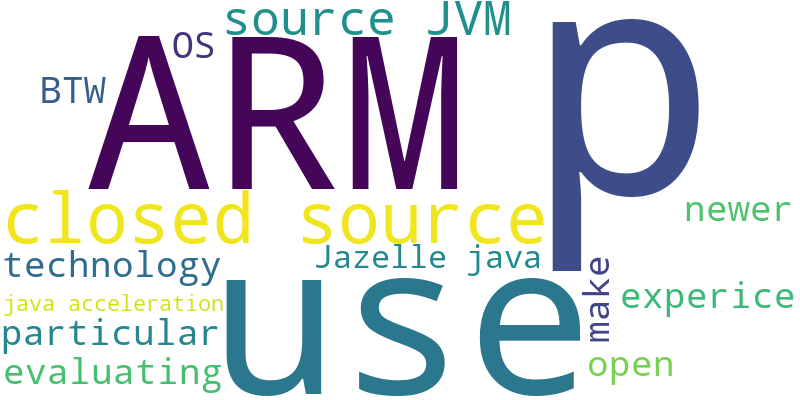 source JVM
OS
ARM
p
BTW
closed source
newer
technology
Jazelle java
use
make
java acceleration
experice
particular
evaluating
open